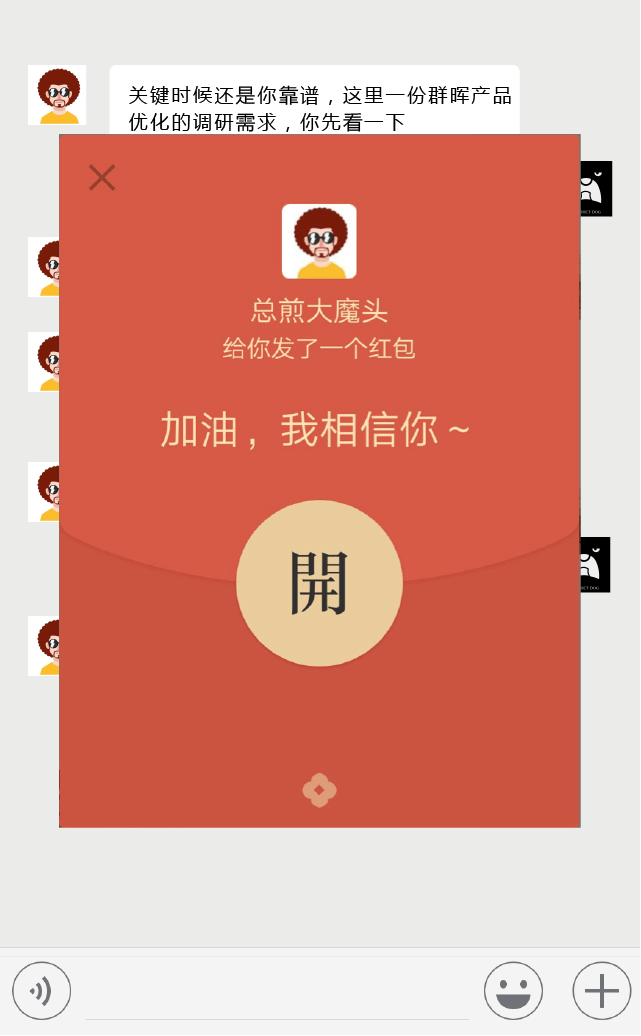 关键时候还是你靠谱，这里一份群晖产品
优化的调研需求，你先看一下
总煎大魔头
给你发了一个红包
加油，我相信你～
開